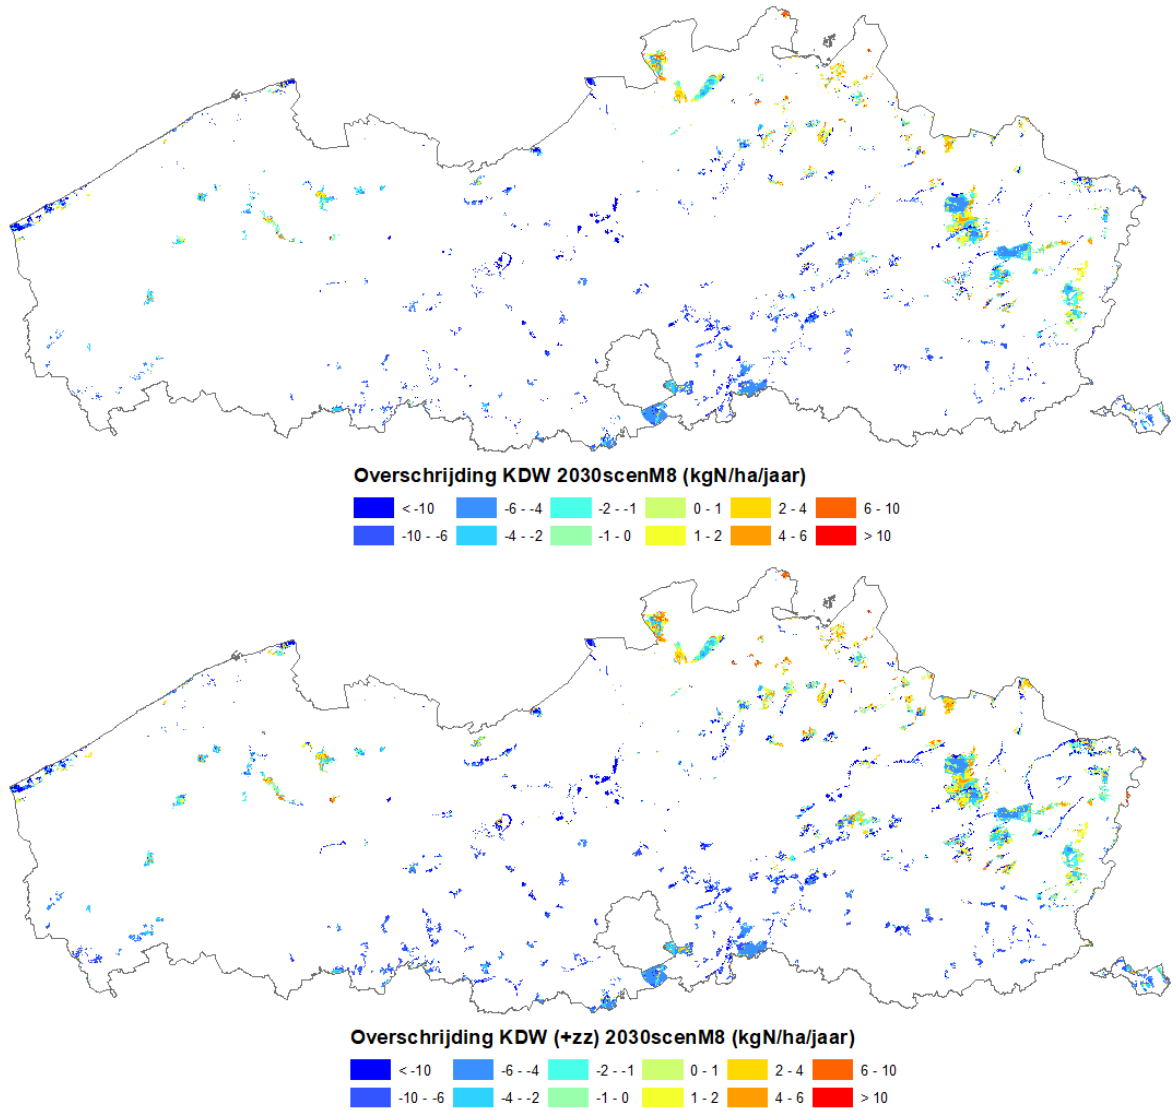 Overschrijding KDW 2030scenM8 (kgN/ha/jaar)
< -10 -6 - -4 -2 - -1 0 - 1 2 - 4 6 - 10
-10 - -6 -4 - -2 -1 - 0 1 - 2 4 - 6 > 10
Overschrijding KDW (+zz) 2030scenM8 (kgN/ha/jaar)
< -10 -6 - -4 -2 - -1 0 - 1 2 - 4 6 - 10
-10 - -6 -4 - -2 -1 - 0 1 - 2 4 - 6 > 10